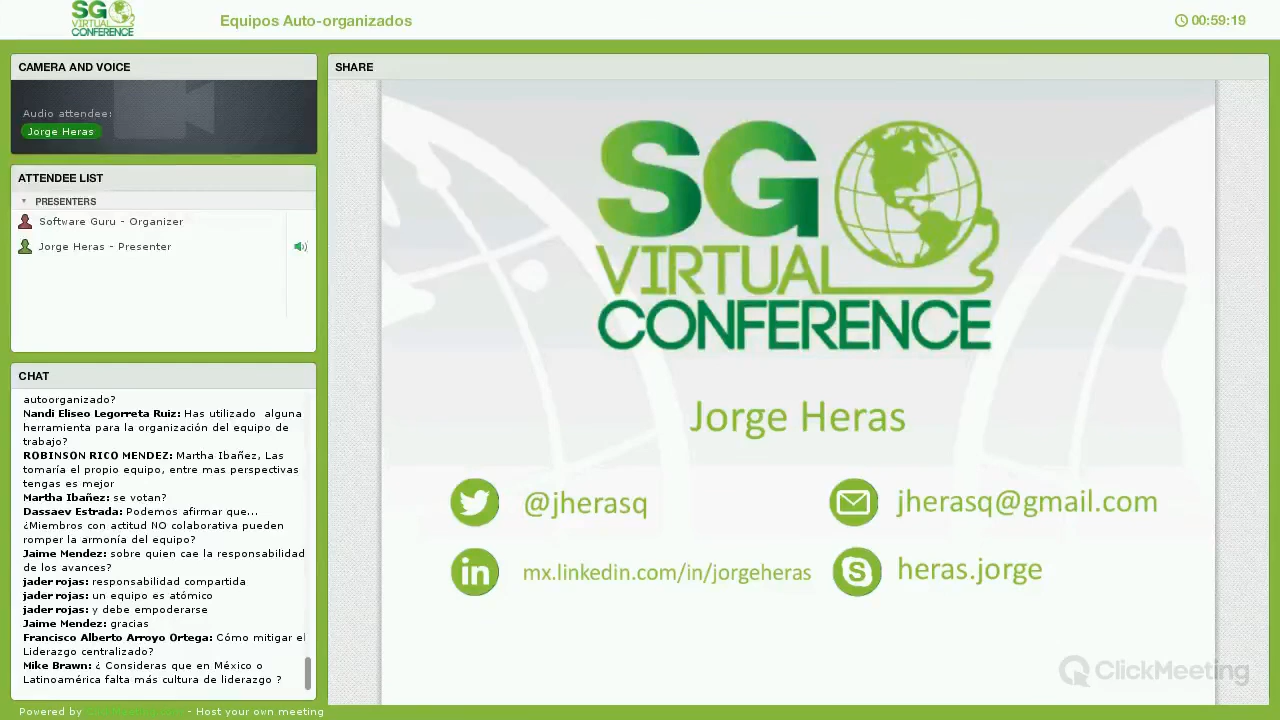 SG
VIRTUAL
CONFERENCE
Equipos Auto-organizados
00:59:19
CAMERA AND VOICE
Audio attendee:
Jorge Heras
ATTENDEE LIST
PRESENTERS
Software Guru - Organizer
Jorge Heras - Presenter
CHAT
autoorganizado?
Nandi Eliseo Legorreta Ruiz: Has utilizado alguna
herramienta para la organización del equipo de
trabajo?
ROBINSON RICO MENDEZ: Martha Ibañez, Las
tomaría el propio equipo, entre mas perspectivas
tengas es mejor
Martha Ibañez: se votan?
Dassaev Estrada: Podemos afirmar que...
¿Miembros con actitud NO colaborativa pueden
romper la armonía del equipo?
Jaime Mendez: sobre quien cae la responsabilidad
de los avances?
jader rojas: responsabilidad compartida
jader rojas: un equipo es atómico
jader rojas: y debe empoderarse
Jaime Mendez: gracias
Francisco Alberto Arroyo Ortega: Cómo mitigar el
Liderazgo centralizado?
Mike Brawn: ¿ Consideras que en México o
Latinoamérica falta más cultura de liderazgo ?
Powered by ClickMeeting.com - Host your own meeting
SHARE
SG
VIRTUAL
CONFERENCE
Jorge Heras
@jherasq
jherasq@gmail.com
mx.linkedin.com/in/jorgeheras
heras.jorge
ClickMeeting